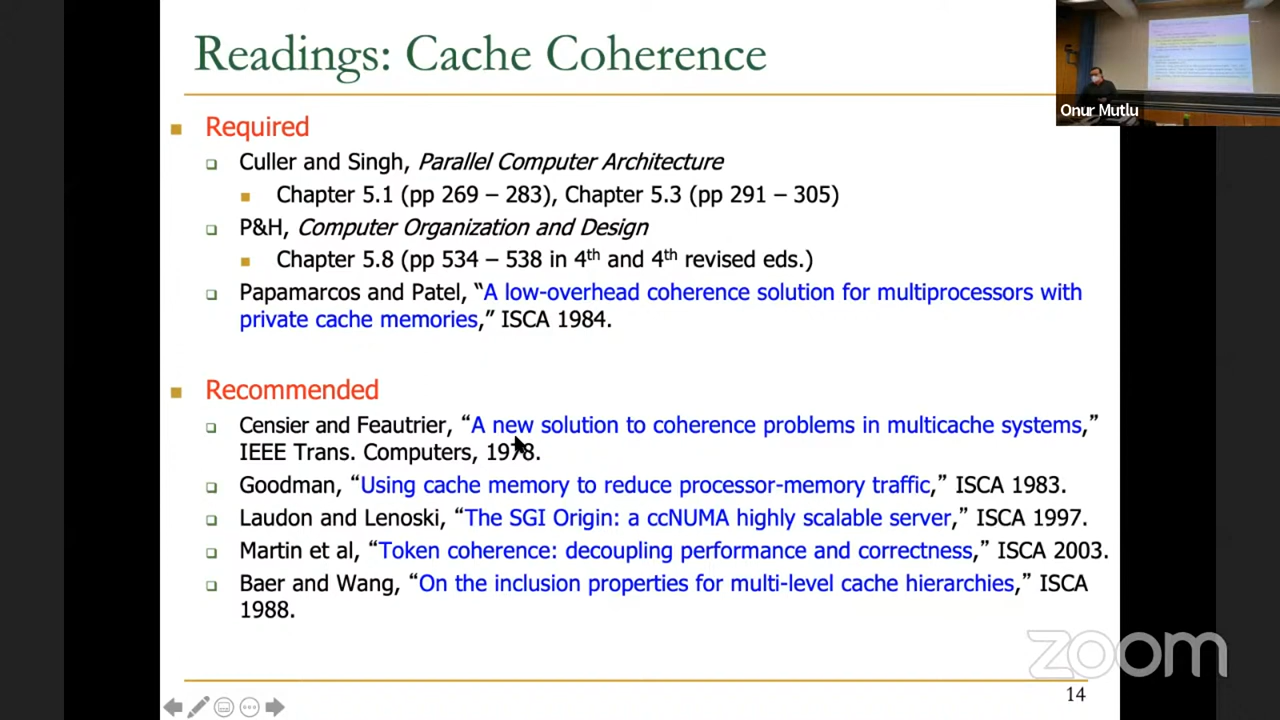 Readings: Cache Coherence
Onur Mutlu
Required
Culler and Singh, Parallel Computer Architecture
Chapter 5.1 (pp 269 – 283), Chapter 5.3 (pp 291 – 305)
P&H, Computer Organization and Design
Chapter 5.8 (pp 534 – 538 in 4th and 4th revised eds.)
Papamarcos and Patel, “A low-overhead coherence solution for multiprocessors with
private cache memories,” ISCA 1984.
Recommended
Censier and Feautrier, “A new solution to coherence problems in multicache systems,”
IEEE Trans. Computers, 1978.
Goodman, “Using cache memory to reduce processor-memory traffic,” ISCA 1983.
Laudon and Lenoski, “The SGI Origin: a ccNUMA highly scalable server,” ISCA 1997.
Martin et al, “Token coherence: decoupling performance and correctness,” ISCA 2003.
Baer and Wang, “On the inclusion properties for multi-level cache hierarchies,” ISCA
1988.
zoom
14